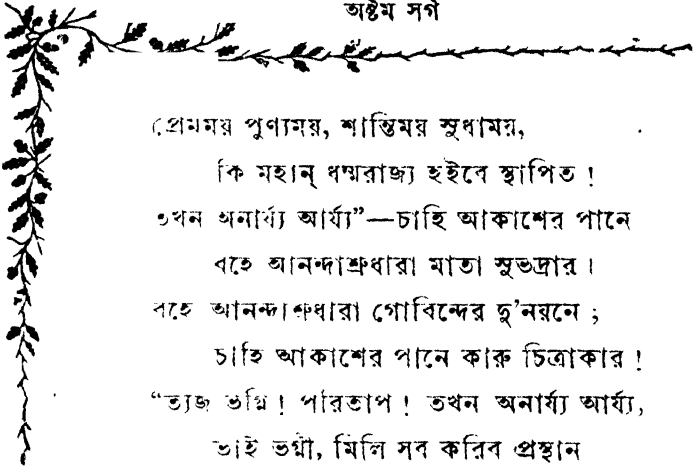 অষ্টম সর্গ
প্রেমময় পুণ্যময়, শান্তিময় সুধাময়,
কি মহান্ ধর্ম্মরাজ্য হইবে স্থাপিত !
তখন অনার্য্য আর্য্য”—চাহি আকাশের পানে
বহে আনন্দাশ্রুধারা মাতা সুভদ্রার ।
বহে আনন্দাশ্রুধারা গোবিন্দের দু’নয়নে ;
চাহি আকাশের পানে কারু চিত্রাকার !
“ত্যজ ভগ্নি ! পরিতাপ ! তখন অনার্য্য আর্য্য,
ভাই ভগ্নী, মিলি সব করিব প্রস্থান